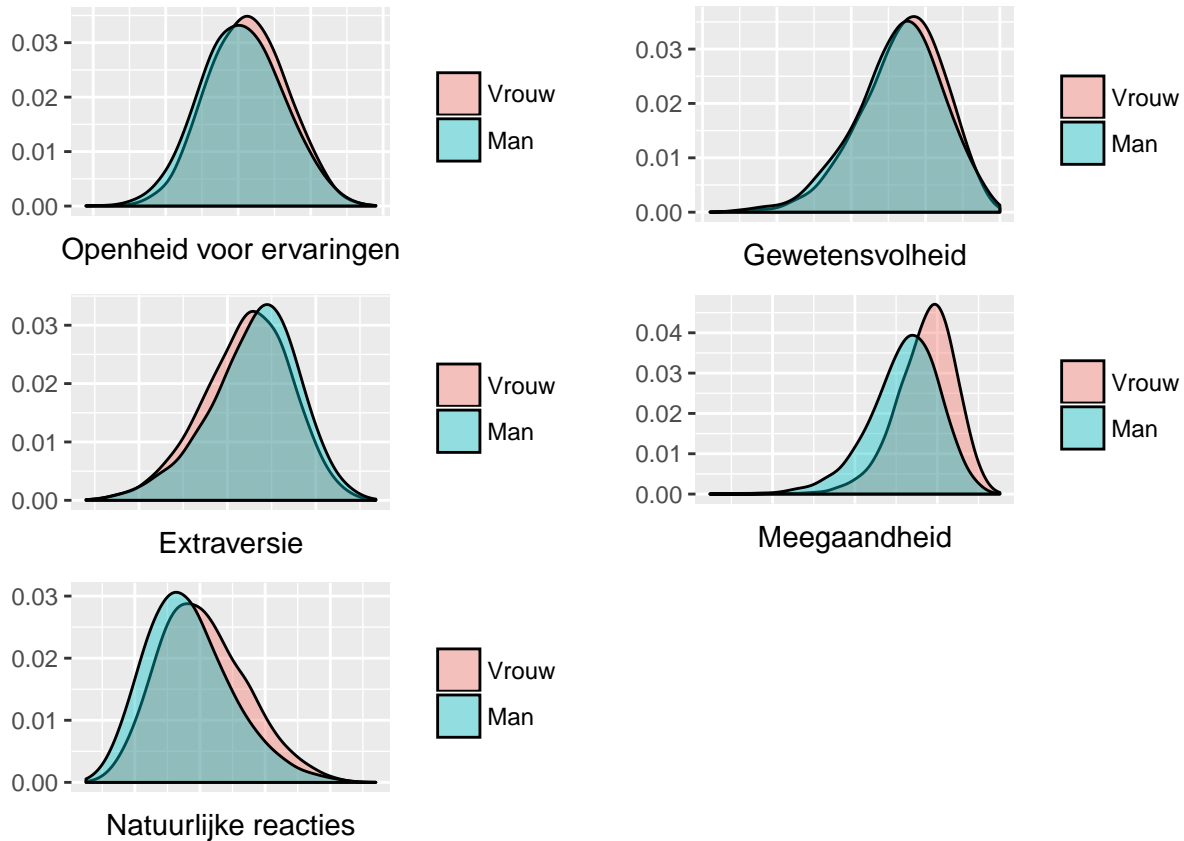 0.03
0.02
0.01
0.00
Vrouw
Man
Openheid voor ervaringen
0.03
0.02
0.01
0.00
Vrouw
Man
Gewetensvolheid
0.03
0.02
0.01
0.00
Vrouw
Man
Extraversie
0.04
0.03
0.02
0.01
0.00
Vrouw
Man
Meegaandheid
0.03
0.02
0.01
0.00
Vrouw
Man
Natuurlijke reacties